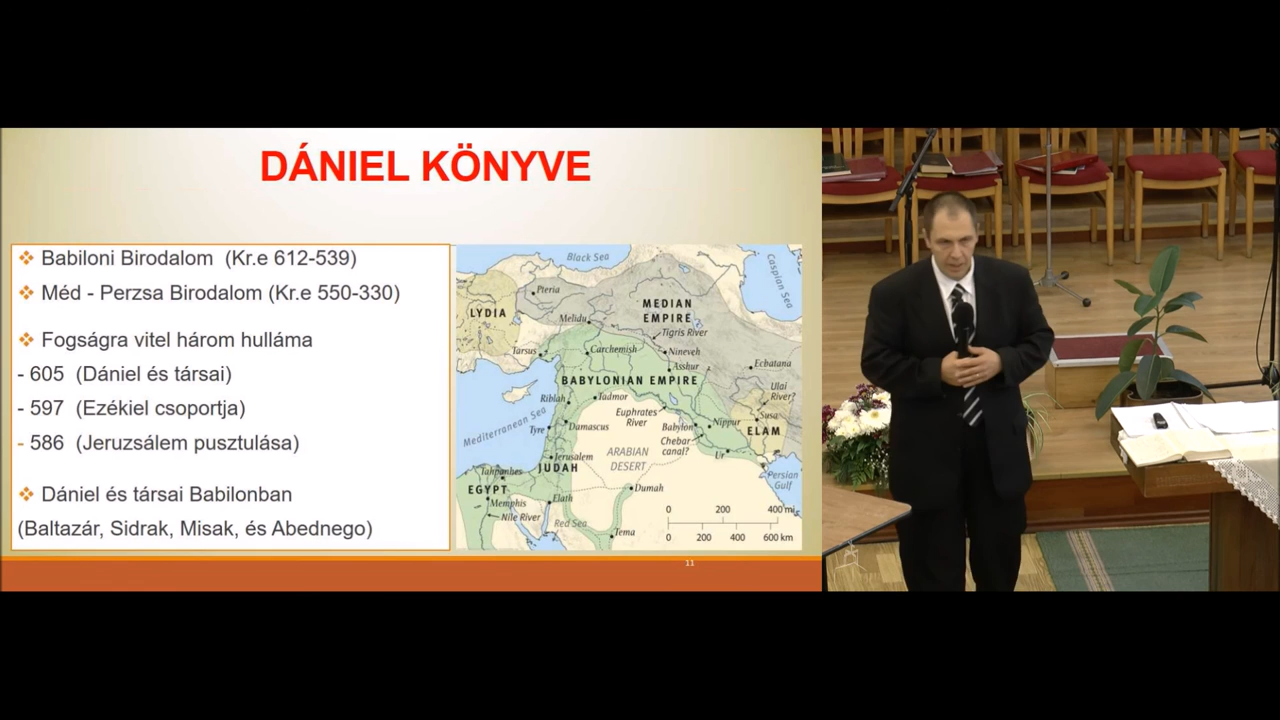 DÁNIEL KÖNYVE
❖ Babiloni Birodalom (Kr.e 612-539)
❖ Méd - Perzsa Birodalom (Kr.e 550-330)
❖ Fogságra vitel három hulláma
- 605 (Dániel és társai)
- 597 (Ezékiel csoportja)
- 586 (Jeruzsálem pusztulása)
❖ Dániel és társai Babilonban
(Baltazár, Sidrak, Misak, és Abednego)
Black Sea
Caspian Sea
Pteria
LYDIA
MEDIAN
EMPIRE
Melidu
Tigris River
Tarsus
Carchemish
Nineveh
Asshur
Ecbatana
BABYLONIAN EMPIRE
Riblah
Tadmor
Ulai
River?
Euphrates
River
Susa
Mediterranean Sea
Tyre
Damascus
Babylon
Nippur
ELAM
Chebar
canal?
ARABIAN
DESERT
Jerusalem
JUDAH
Ur
Tahpanhes
Persian
Gulf
EGYPT
Memphis
Elath
Dumah
Nile River
Red Sea
Tema
0 200 400 mi
0 200 400 600 km
11